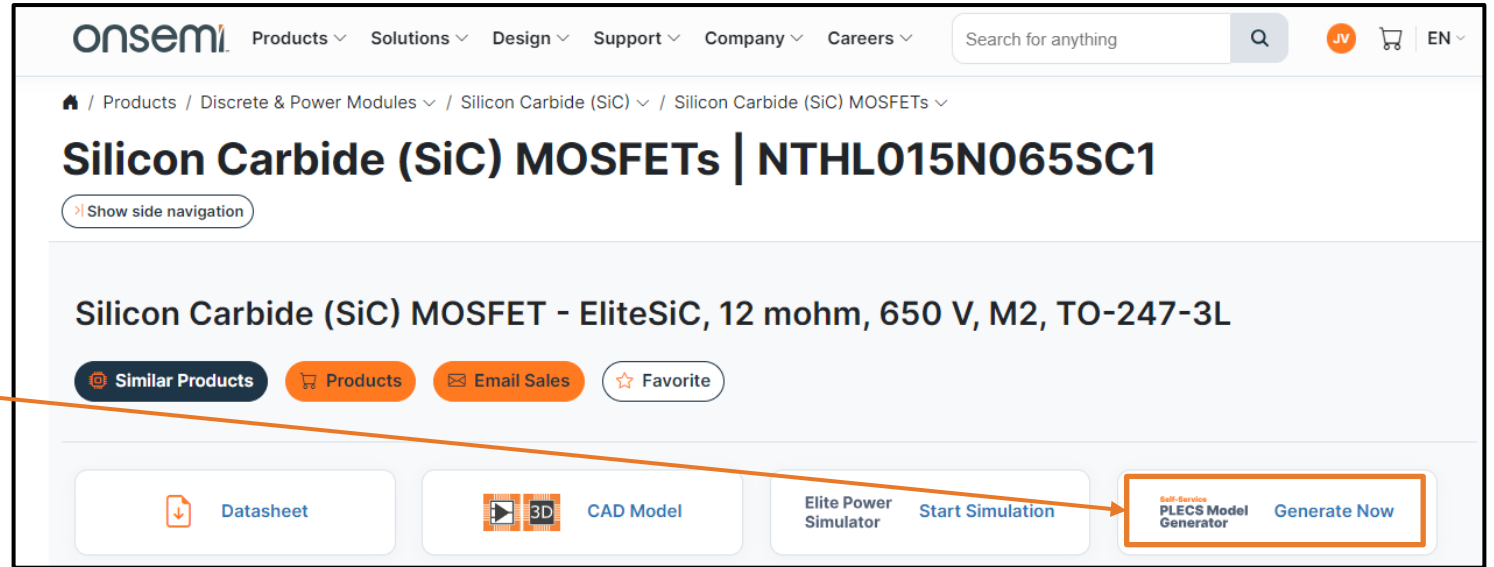 onsemi Products Solutions Design Support Company Careers Search for anything JV EN
/ Products / Discrete & Power Modules / Silicon Carbide (SiC) / Silicon Carbide (SiC) MOSFETs
Silicon Carbide (SiC) MOSFETs | NTHL015N065SC1
Show side navigation
Silicon Carbide (SiC) MOSFET - EliteSiC, 12 mohm, 650 V, M2, TO-247-3L
Similar Products Products Email Sales Favorite
Datasheet
3D CAD Model
Elite Power
Simulator
Start Simulation
Self-Service
PLECS Model
Generator
Generate Now